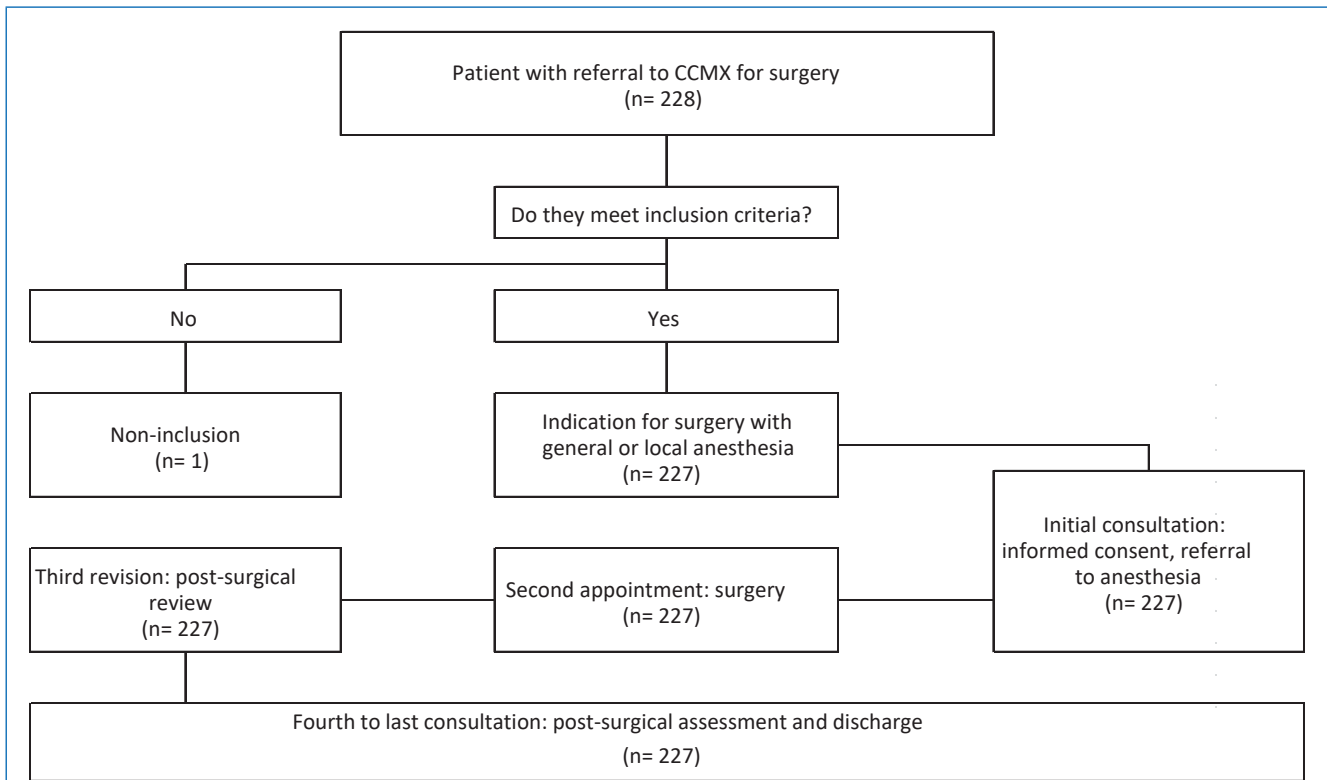 Patient with referral to CCMX for surgery
(n= 228)
Do they meet inclusion criteria?
No
Yes
Non-inclusion
(n= 1)
Indication for surgery with
general or local anesthesia
(n= 227)
Initial consultation:
informed consent, referral
to anesthesia
(n= 227)
Second appointment: surgery
(n= 227)
Third revision: post-surgical
review
(n= 227)
Fourth to last consultation: post-surgical assessment and discharge
(n= 227)